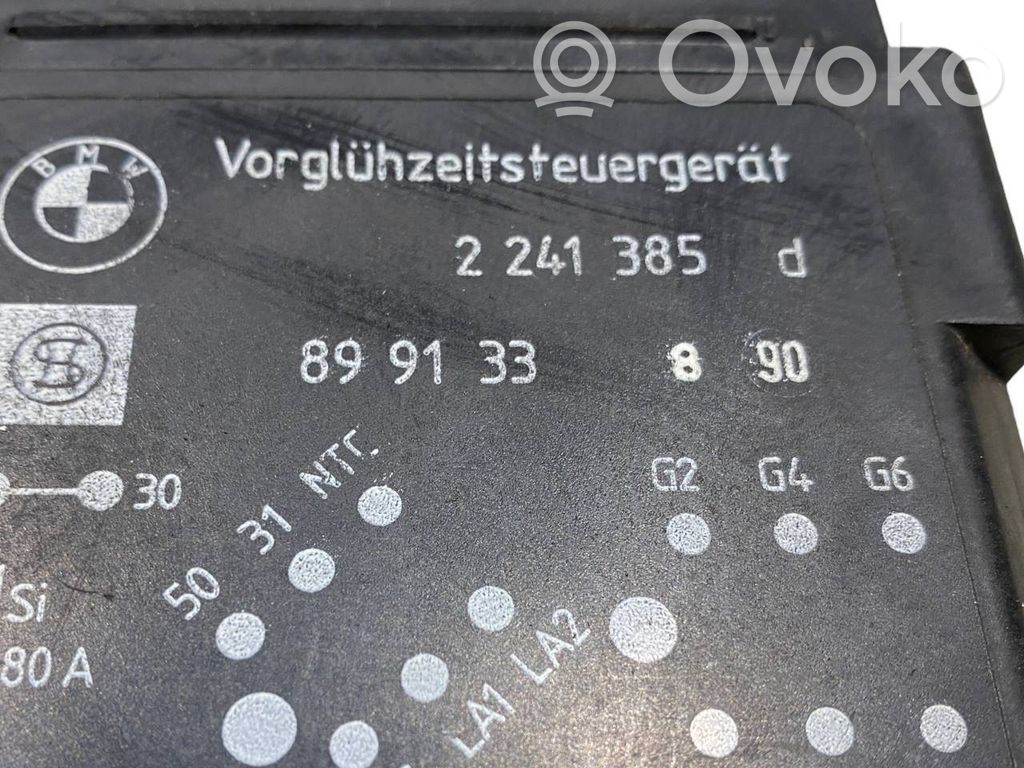 Ovoko
BMW
Vorglühzeitsteuergerät
2 241 385 d
S
89 91 33 8 90
30 31 NTC G2 G4 G6
50
Si
80 A
LA1 LA2